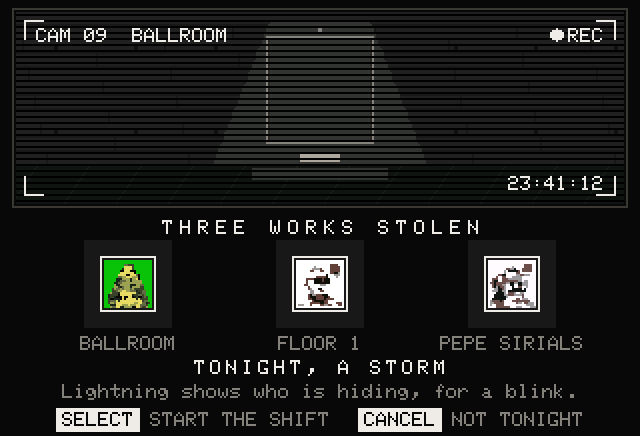 CAM 09 BALLROOM
REC
23:41:12
THREE WORKS STOLEN
BALLROOM
FLOOR 1
PEPE SIRIALS
TONIGHT, A STORM
Lightning shows who is hiding, for a blink.
SELECT START THE SHIFT CANCEL NOT TONIGHT